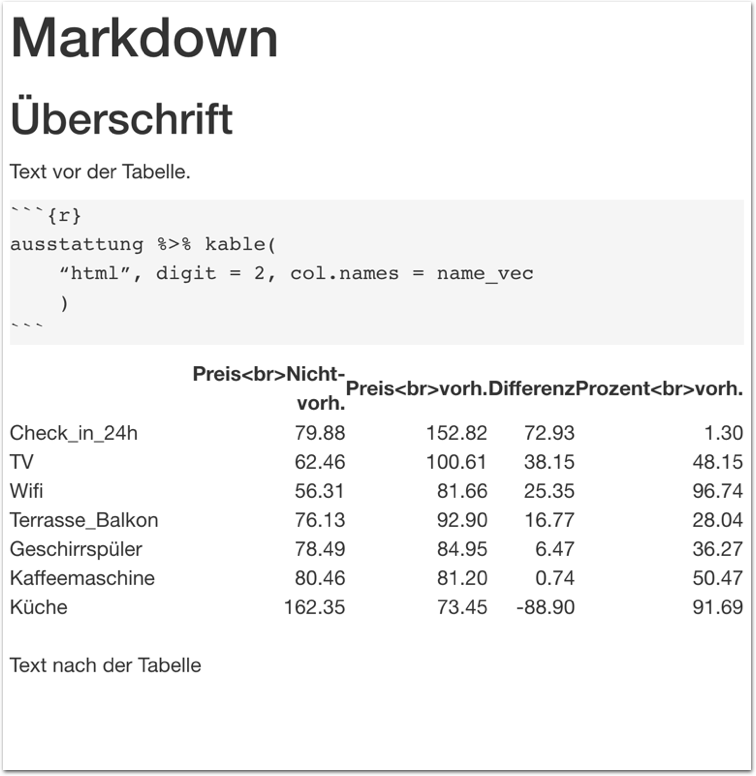 Markdown
Überschrift
Text vor der Tabelle.
```{r}
ausstattung %>% kable(
“html”, digit = 2, col.names = name_vec
)
```
Preis<br>Nicht-
vorh. Preis<br>vorh. Differenz Prozent<br>vorh.
Check_in_24h 79.88 152.82 72.93 1.30
TV 62.46 100.61 38.15 48.15
Wifi 56.31 81.66 25.35 96.74
Terrasse_Balkon 76.13 92.90 16.77 28.04
Geschirrspüler 78.49 84.95 6.47 36.27
Kaffeemaschine 80.46 81.20 0.74 50.47
Küche 162.35 73.45 -88.90 91.69
Text nach der Tabelle